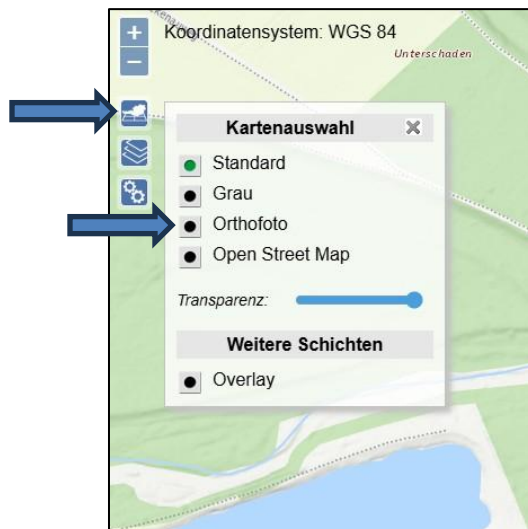 + Koordinatensystem: WGS 84
−
Unterschaden
Kartenauswahl
Standard
Grau
Orthofoto
Open Street Map
Transparenz:
Weitere Schichten
Overlay